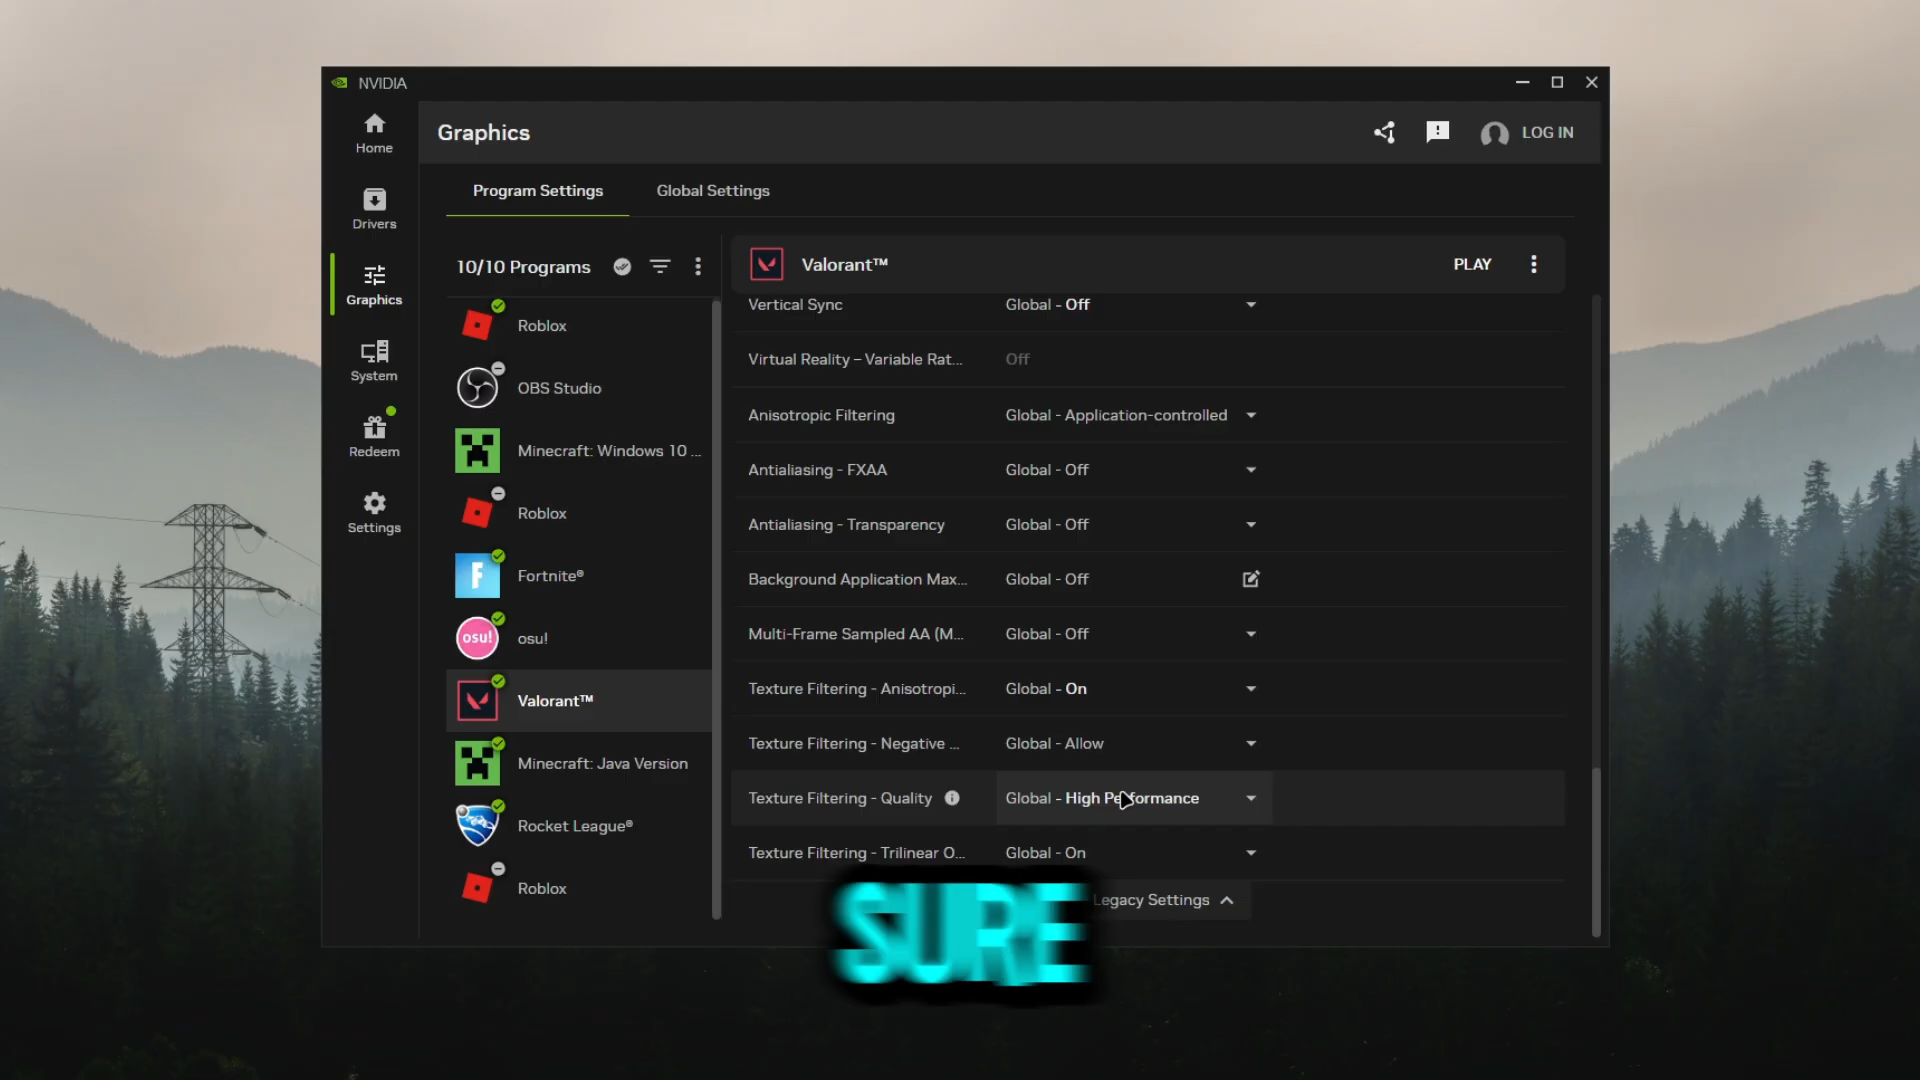 NVIDIA
Home
Drivers
Graphics
System
Redeem
Settings
Graphics
LOG IN
Program Settings
Global Settings
10/10 Programs
Roblox
OBS Studio
Minecraft: Windows 10 ...
Roblox
Fortnite®
osu!
osu!
Valorant™
Minecraft: Java Version
Rocket League®
Roblox
Valorant™
PLAY
Vertical Sync Global - Off
Virtual Reality – Variable Rat... Off
Anisotropic Filtering Global - Application-controlled
Antialiasing - FXAA Global - Off
Antialiasing - Transparency Global - Off
Background Application Max... Global - Off
Multi-Frame Sampled AA (M... Global - Off
Texture Filtering - Anisotropi... Global - On
Texture Filtering - Negative ... Global - Allow
Texture Filtering - Quality Global - High Performance
Texture Filtering - Trilinear O... Global - On
Legacy Settings
SURE